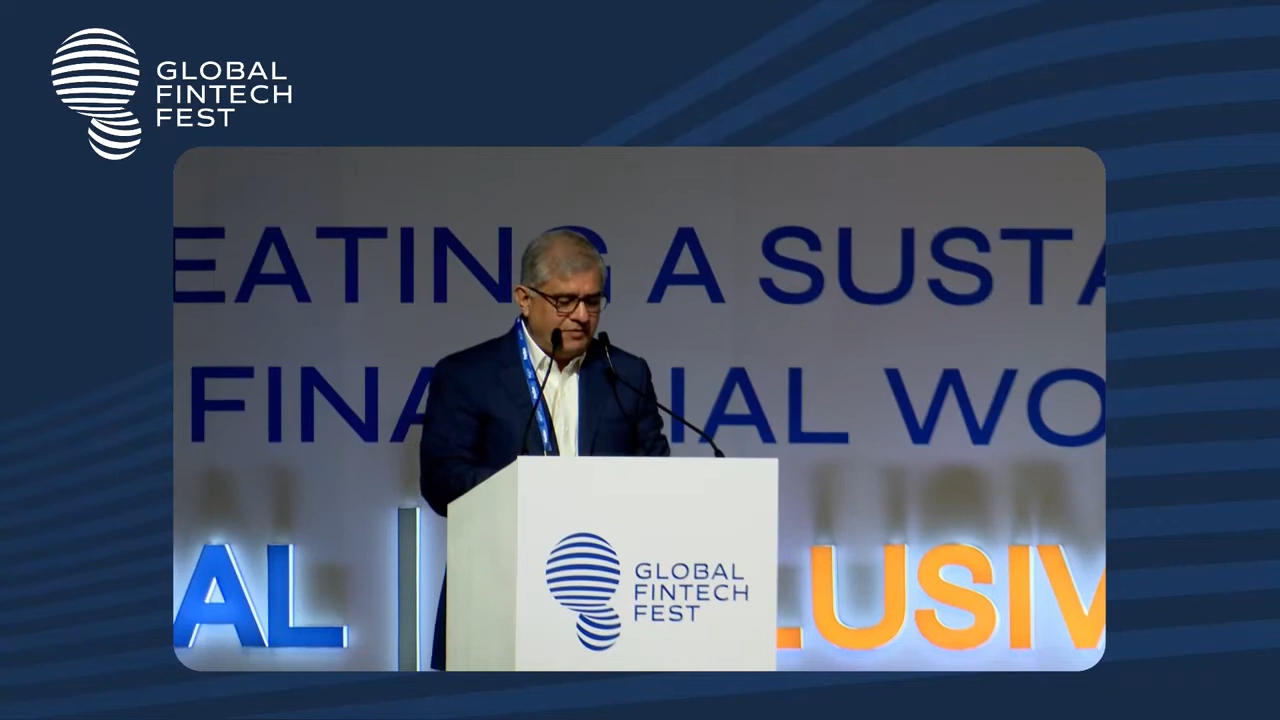 GLOBAL
FINTECH
FEST
EATING A SUSTA
FINA IAL WO
AL | LUSIV
GLOBAL
FINTECH
FEST